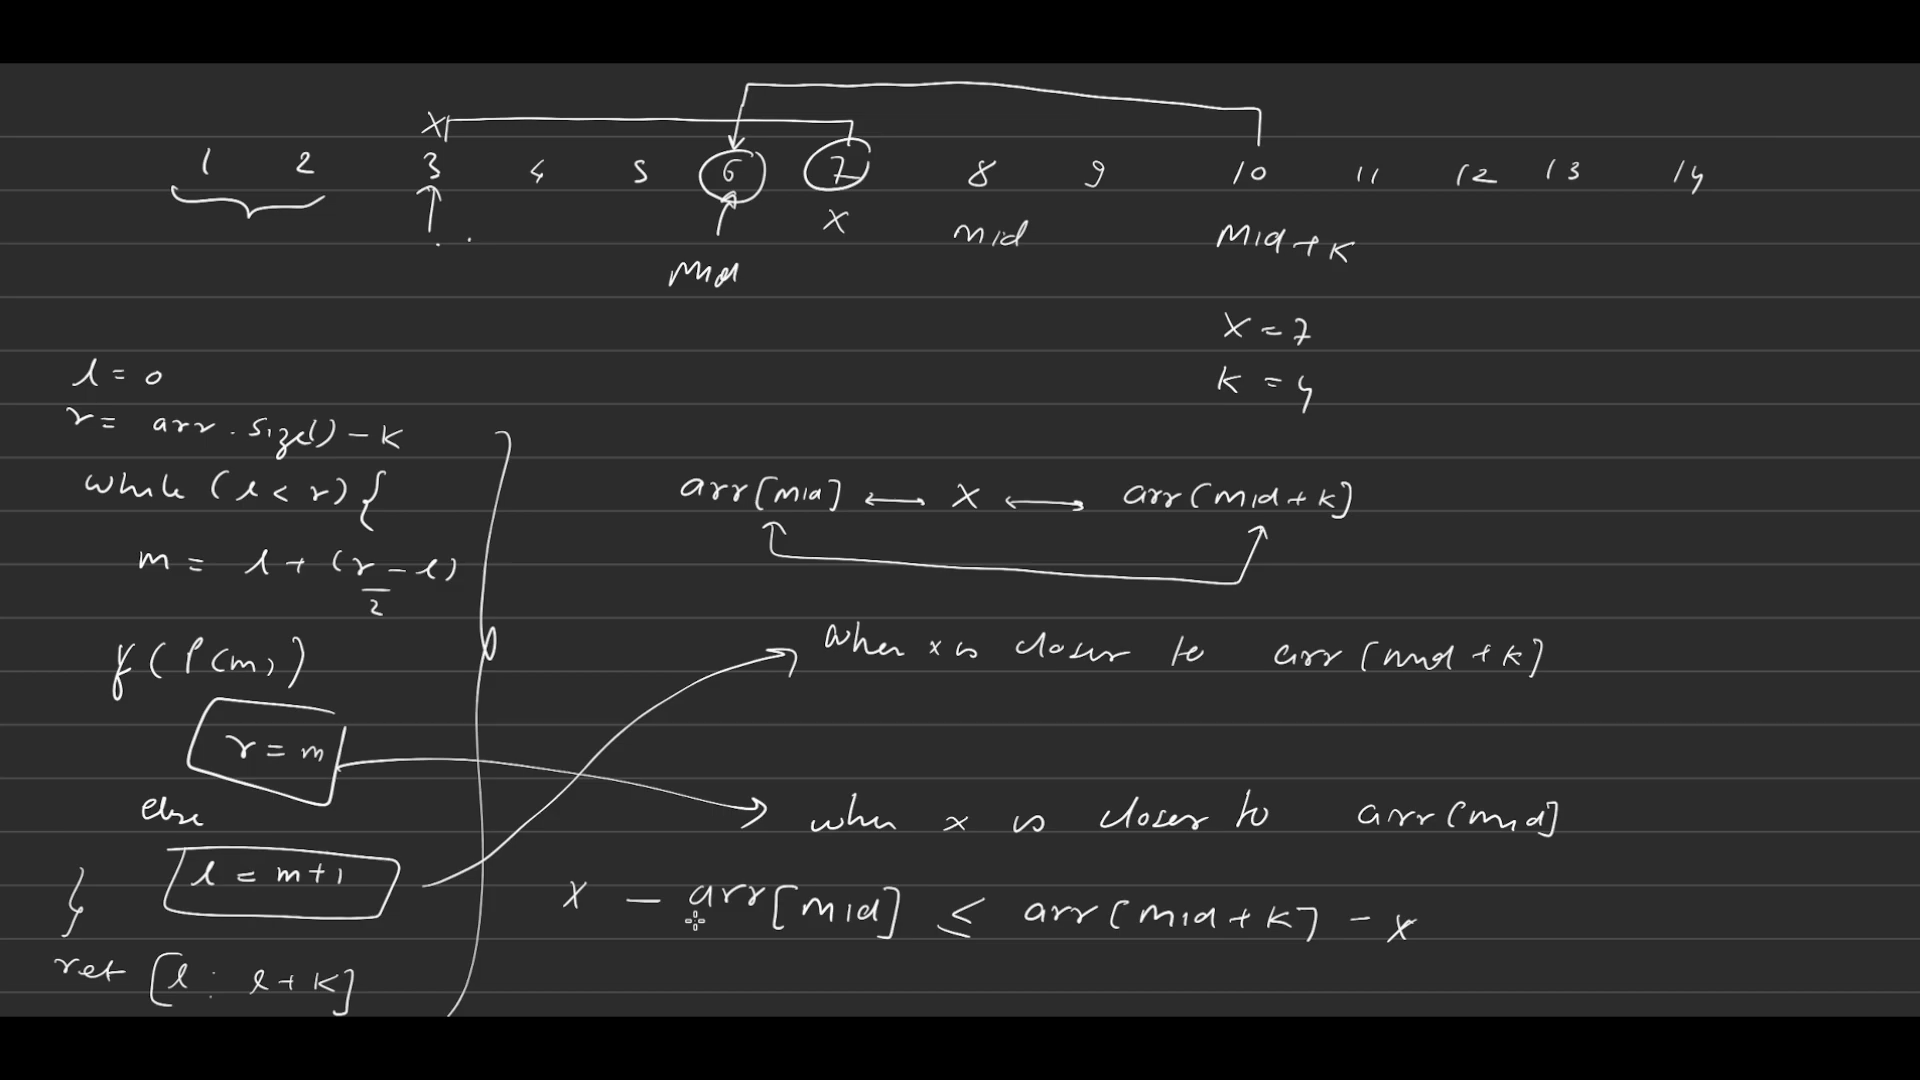 X
1 2 3 4 5 6 7 8 9 10 11 12 13 14
X mid Mid + K
Mid
X = 7
K = 4
l = 0
r = arr . size() - K
while (l < r) {
m = l + (r - l)
2
if (P(m))
r = m
else
l = m+1
}
ret [l : l + K]
arr[mid] ⟷ X ⟷ arr[mid + k]
when x is closer to arr [mid + k]
when x is closer to arr[mid]
X - arr[mid] ≤ arr[mid + K] - X